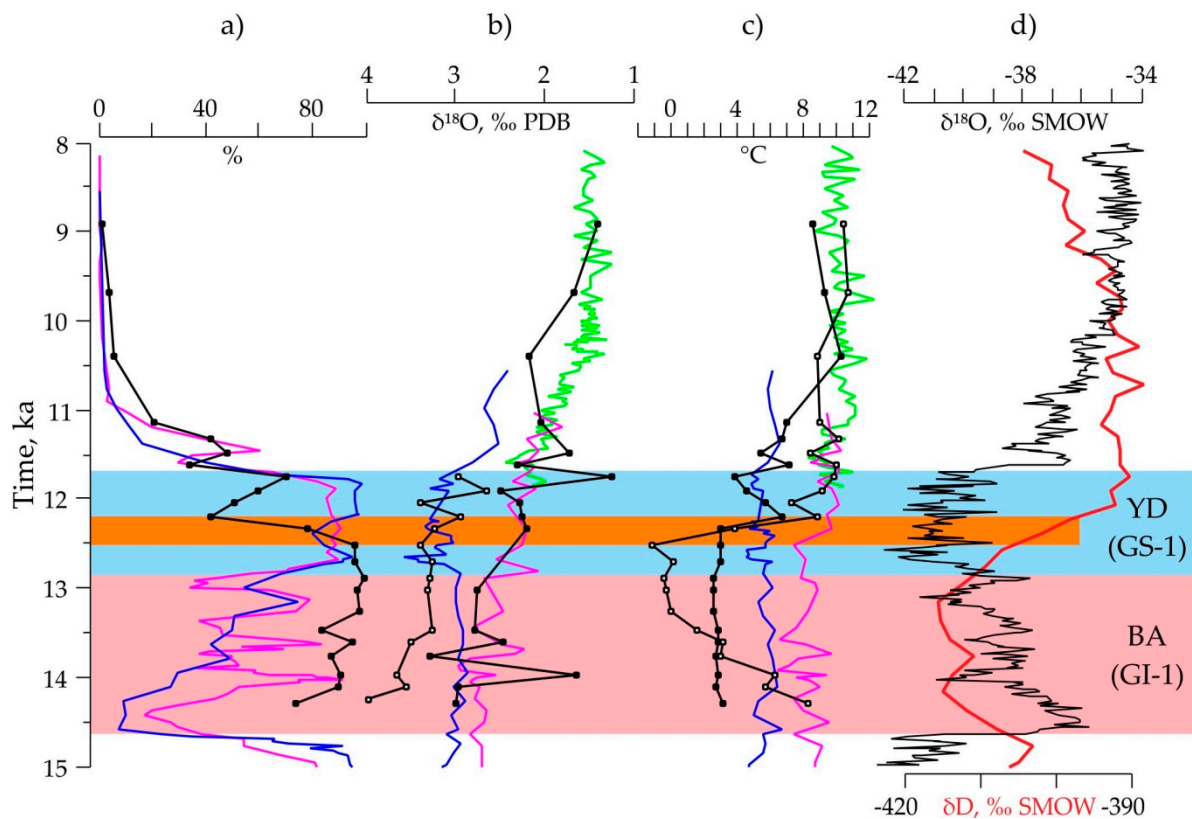 a) b) c) d)
4 3 2 1
-42 -38 -34
0 40 80
δ¹⁸O, ‰ PDB
0 4 8 12
δ¹⁸O, ‰ SMOW
%
°C
8
9
10
11
12
13
14
15
Time, ka
YD
(GS-1)
BA
(GI-1)
-420 δD, ‰ SMOW -390